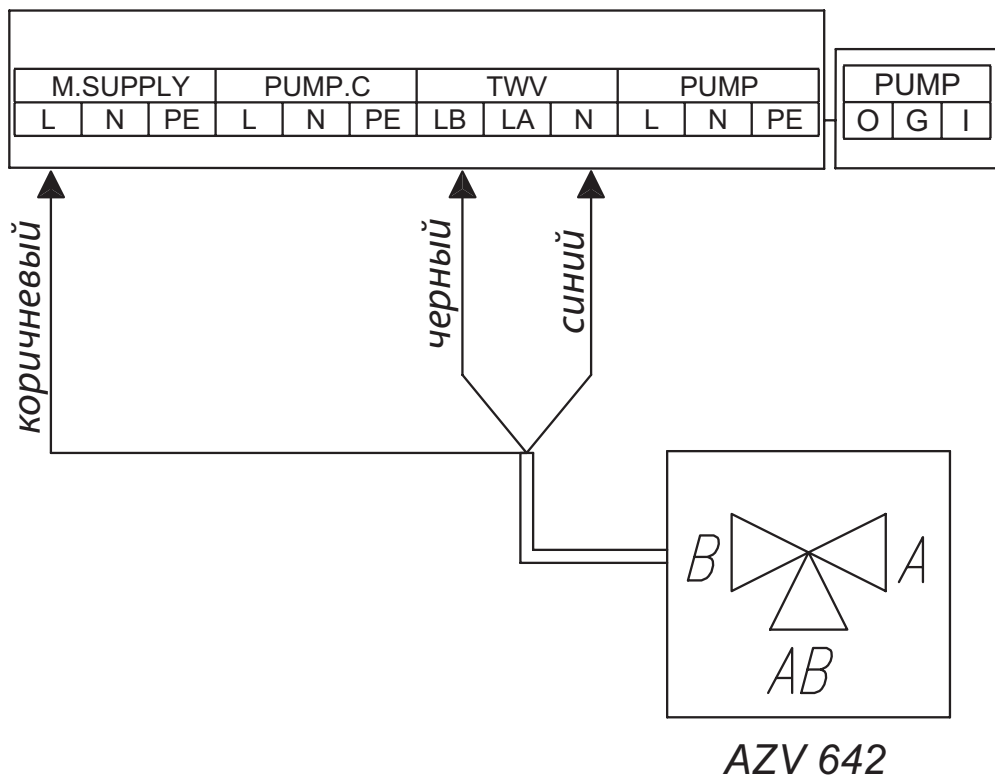 M.SUPPLY PUMP.C TWV PUMP PUMP
L N PE L N PE LB LA N L N PE O G I
коричневый
черный
синий
B A
AB
AZV 642